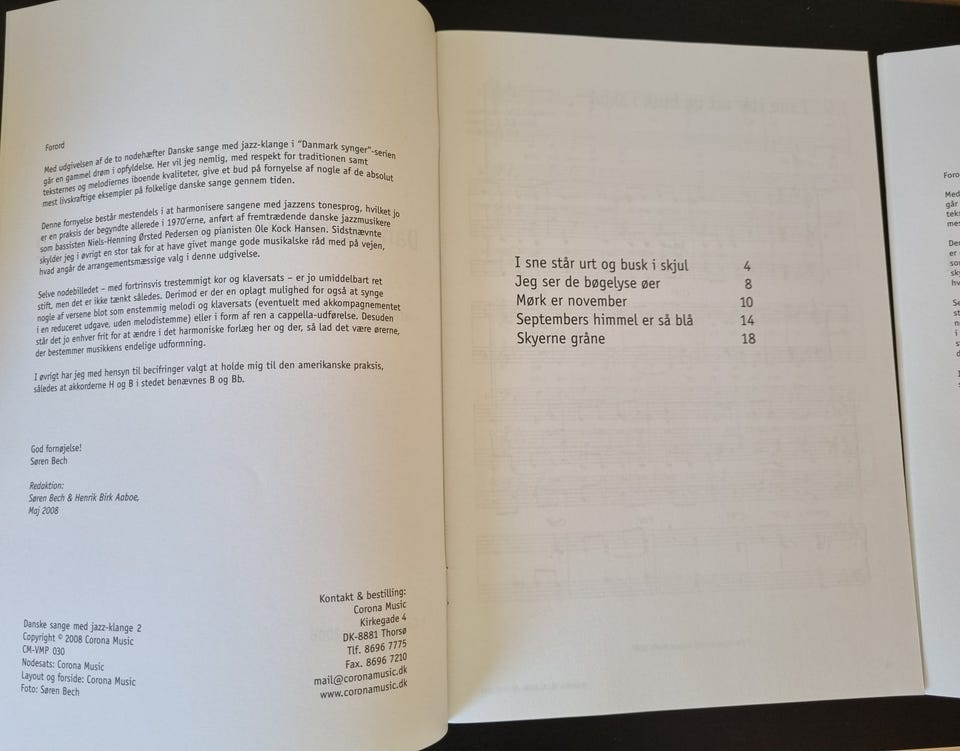 Forord
Med udgivelsen af de to nodehæfter Danske sange med jazz-klange i "Danmark synger"-serien
går en gammel drøm i opfyldelse. Her vil jeg nemlig, med respekt for traditionen samt
teksternes og melodiernes iboende kvaliteter, give et bud på fornyelse af nogle af de absolut
mest livskraftige eksempler på folkelige danske sange gennem tiden.
Denne fornyelse består mestendels i at harmonisere sangene med jazzens tonesprog, hvilket jo
er en praksis der begyndte allerede i 1970'erne, anført af fremtrædende danske jazzmusikere
som bassisten Niels-Henning Ørsted Pedersen og pianisten Ole Kock Hansen. Sidstnævnte
skylder jeg i øvrigt en stor tak for at have givet mange gode musikalske råd med på vejen,
hvad angår de arrangementsmæssige valg i denne udgivelse.
Selve nodebilledet – med fortrinsvis trestemmigt kor og klaversats – er jo umiddelbart ret
stift, men det er ikke tænkt således. Derimod er der en oplagt mulighed for også at synge
nogle af versene blot som enstemmig melodi og klaversats (eventuelt med akkompagnementet
i en reduceret udgave, uden melodistemme) eller i form af ren a cappella-udførelse. Desuden
står det jo enhver frit for at ændre i det harmoniske forlæg her og der, så lad det være ørerne,
der bestemmer musikkens endelige udformning.
I øvrigt har jeg med hensyn til becifringer valgt at holde mig til den amerikanske praksis,
således at akkorderne H og B i stedet benævnes B og Bb.
God fornøjelse!
Søren Bech
Redaktion:
Søren Bech & Henrik Birk Aaboe,
Maj 2008
Danske sange med jazz-klange 2
Copyright © 2008 Corona Music
CM-VMP 030
Nodesats: Corona Music
Layout og forside: Corona Music
Foto: Søren Bech
Kontakt & bestilling:
Corona Music
Kirkegade 4
DK-8881 Thorsø
Tlf. 8696 7775
Fax. 8696 7210
mail@coronamusic.dk
www.coronamusic.dk
I sne står urt og busk i skjul 4
Jeg ser de bøgelyse øer 8
Mørk er november 10
Septembers himmel er så blå 14
Skyerne gråne 18